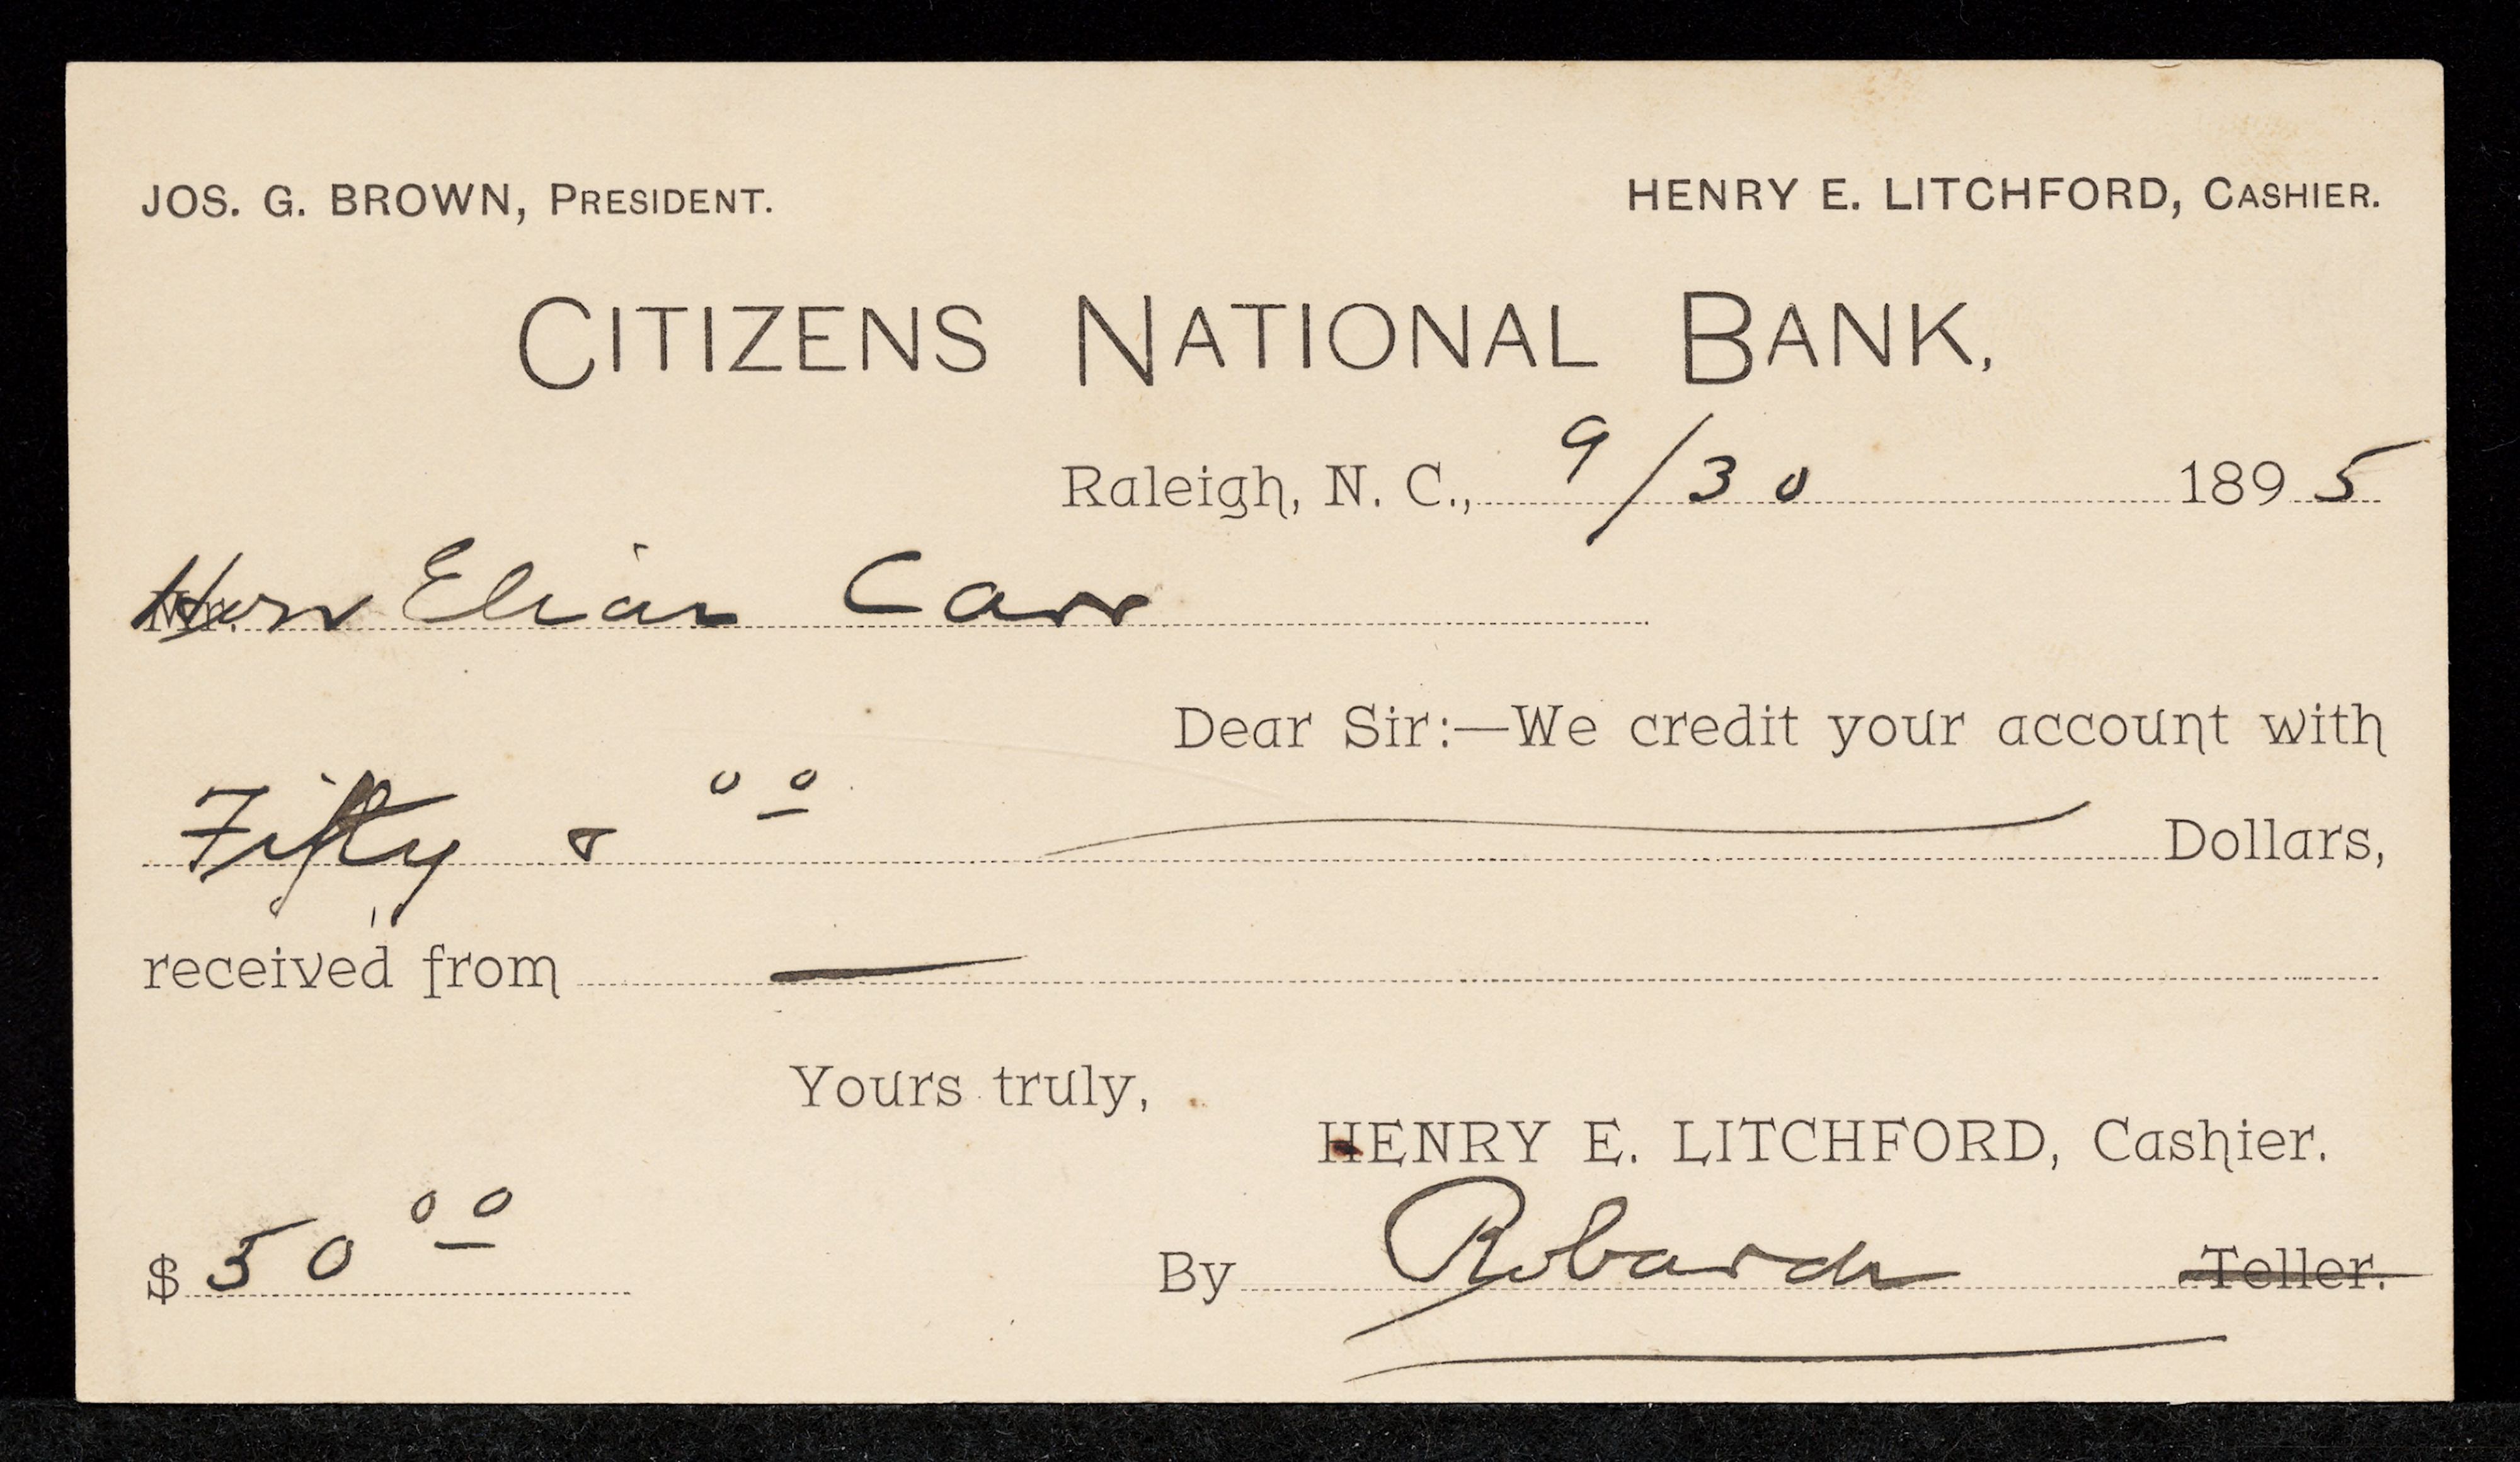 JOS. G. BROWN, PRESIDENT. HENRY E. LITCHFORD, CASHIER.
CITIZENS NATIONAL BANK,
Raleigh, N. C., 9/30 1895
Hon Elias Carr
Dear Sir:—We credit your account with
Fifty & 00 Dollars,
received from —
Yours truly,
HENRY E. LITCHFORD, Cashier.
$ 50 00 By Robards Teller.